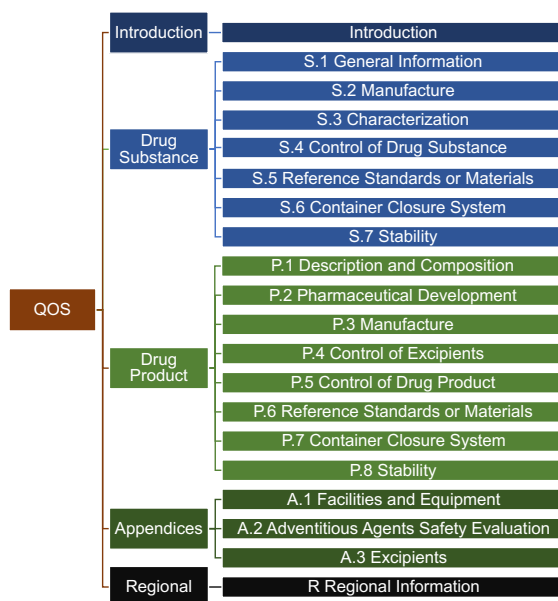 Introduction
Introduction
S.1 General Information
S.2 Manufacture
S.3 Characterization
Drug
Substance
S.4 Control of Drug Substance
S.5 Reference Standards or Materials
S.6 Container Closure System
S.7 Stability
P.1 Description and Composition
P.2 Pharmaceutical Development
QOS
P.3 Manufacture
P.4 Control of Excipients
Drug
Product
P.5 Control of Drug Product
P.6 Reference Standards or Materials
P.7 Container Closure System
P.8 Stability
A.1 Facilities and Equipment
Appendices
A.2 Adventitious Agents Safety Evaluation
A.3 Excipients
Regional
R Regional Information